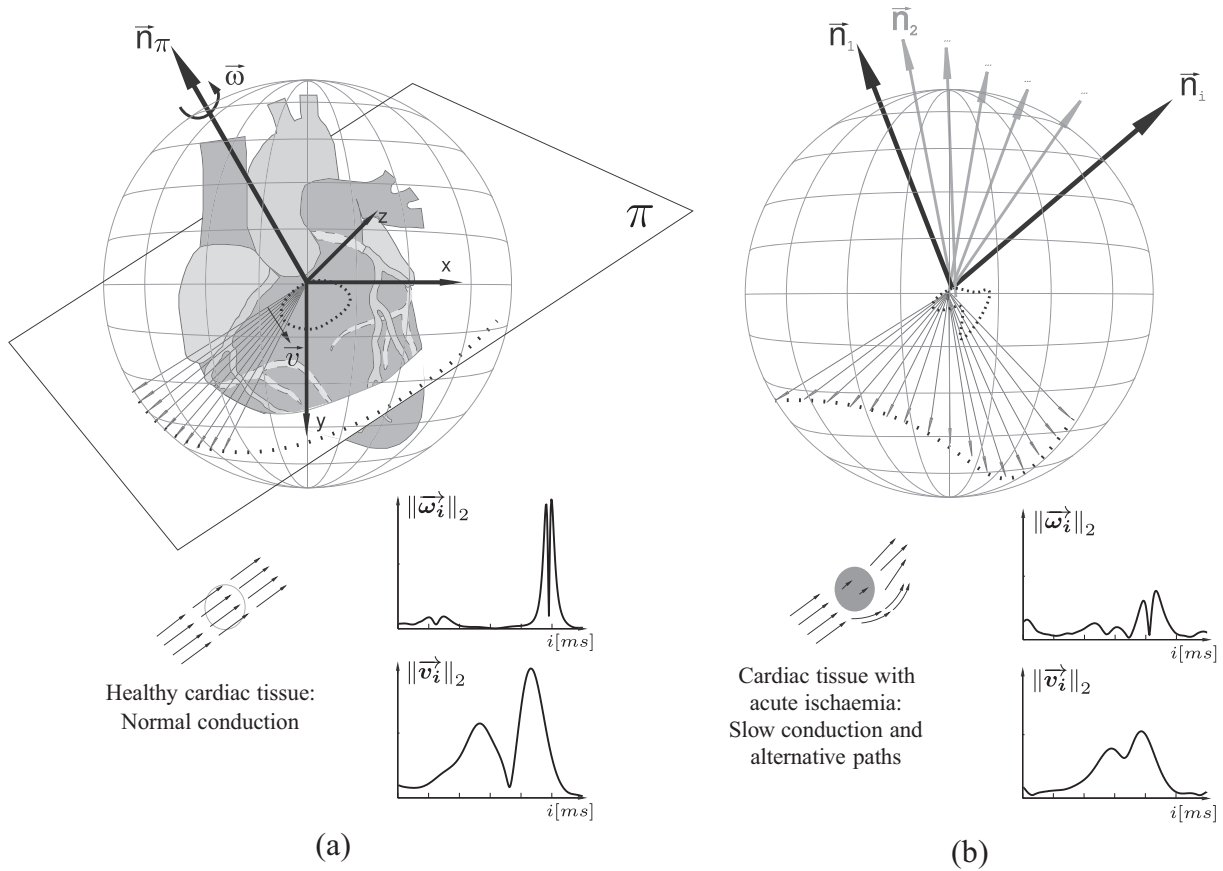 n⃗π
ω⃗
π
z
x
v⃗
y
‖ω⃗ᵢ‖₂
i[ms]
‖v⃗ᵢ‖₂
i[ms]
Healthy cardiac tissue:
Normal conduction
(a)
n⃗₁
n⃗₂
...
...
...
...
n⃗ᵢ
‖ω⃗ᵢ‖₂
i[ms]
‖v⃗ᵢ‖₂
i[ms]
Cardiac tissue with
acute ischaemia:
Slow conduction and
alternative paths
(b)